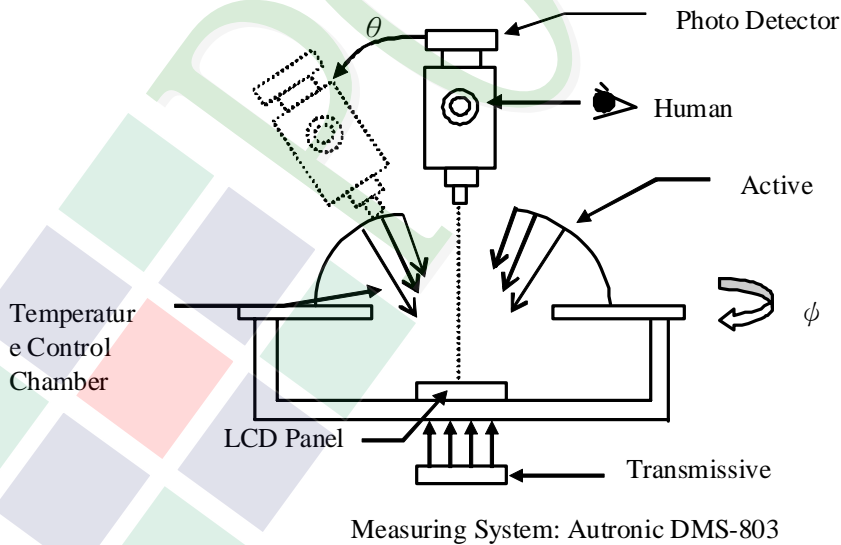 Photo Detector
θ
Human
Active
Temperatur
e Control
Chamber
ϕ
LCD Panel
Transmissive
Measuring System: Autronic DMS-803